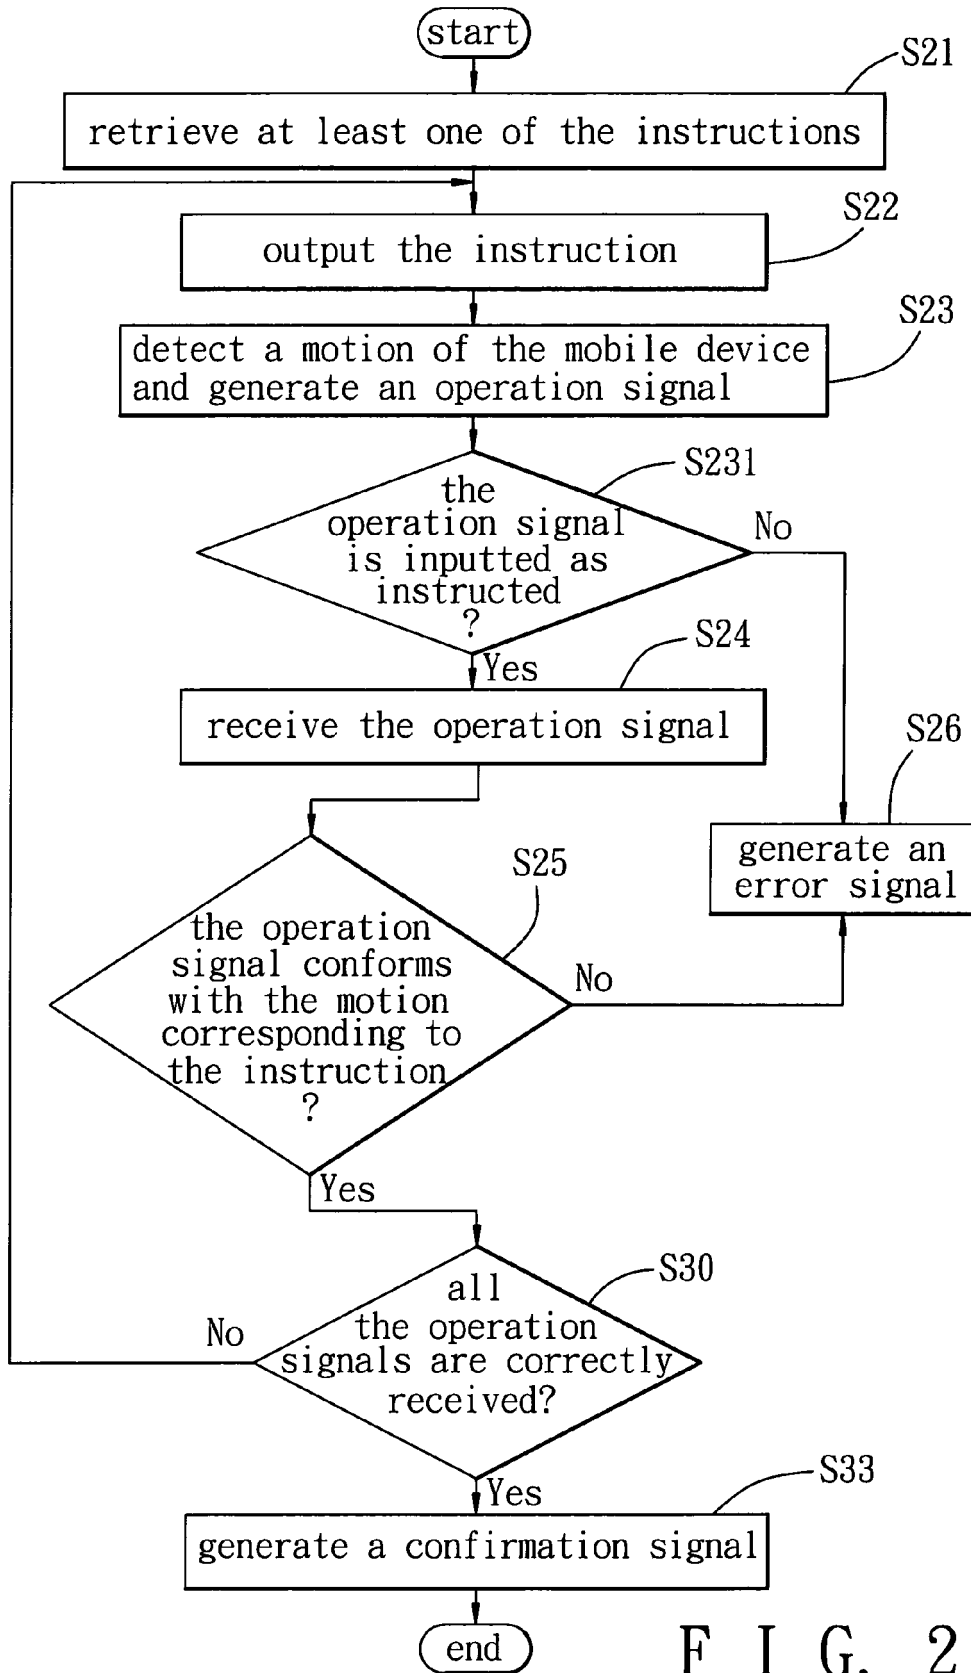 start
S21
retrieve at least one of the instructions
S22
output the instruction
S23
detect a motion of the mobile device
and generate an operation signal
S231
the
operation signal
is inputted as
instructed
?
No
Yes
S24
receive the operation signal
S26
generate an
error signal
S25
the operation
signal conforms
with the motion
corresponding to
the instruction
?
No
Yes
S30
all
the operation
signals are correctly
received?
No
Yes
S33
generate a confirmation signal
end
FIG. 2